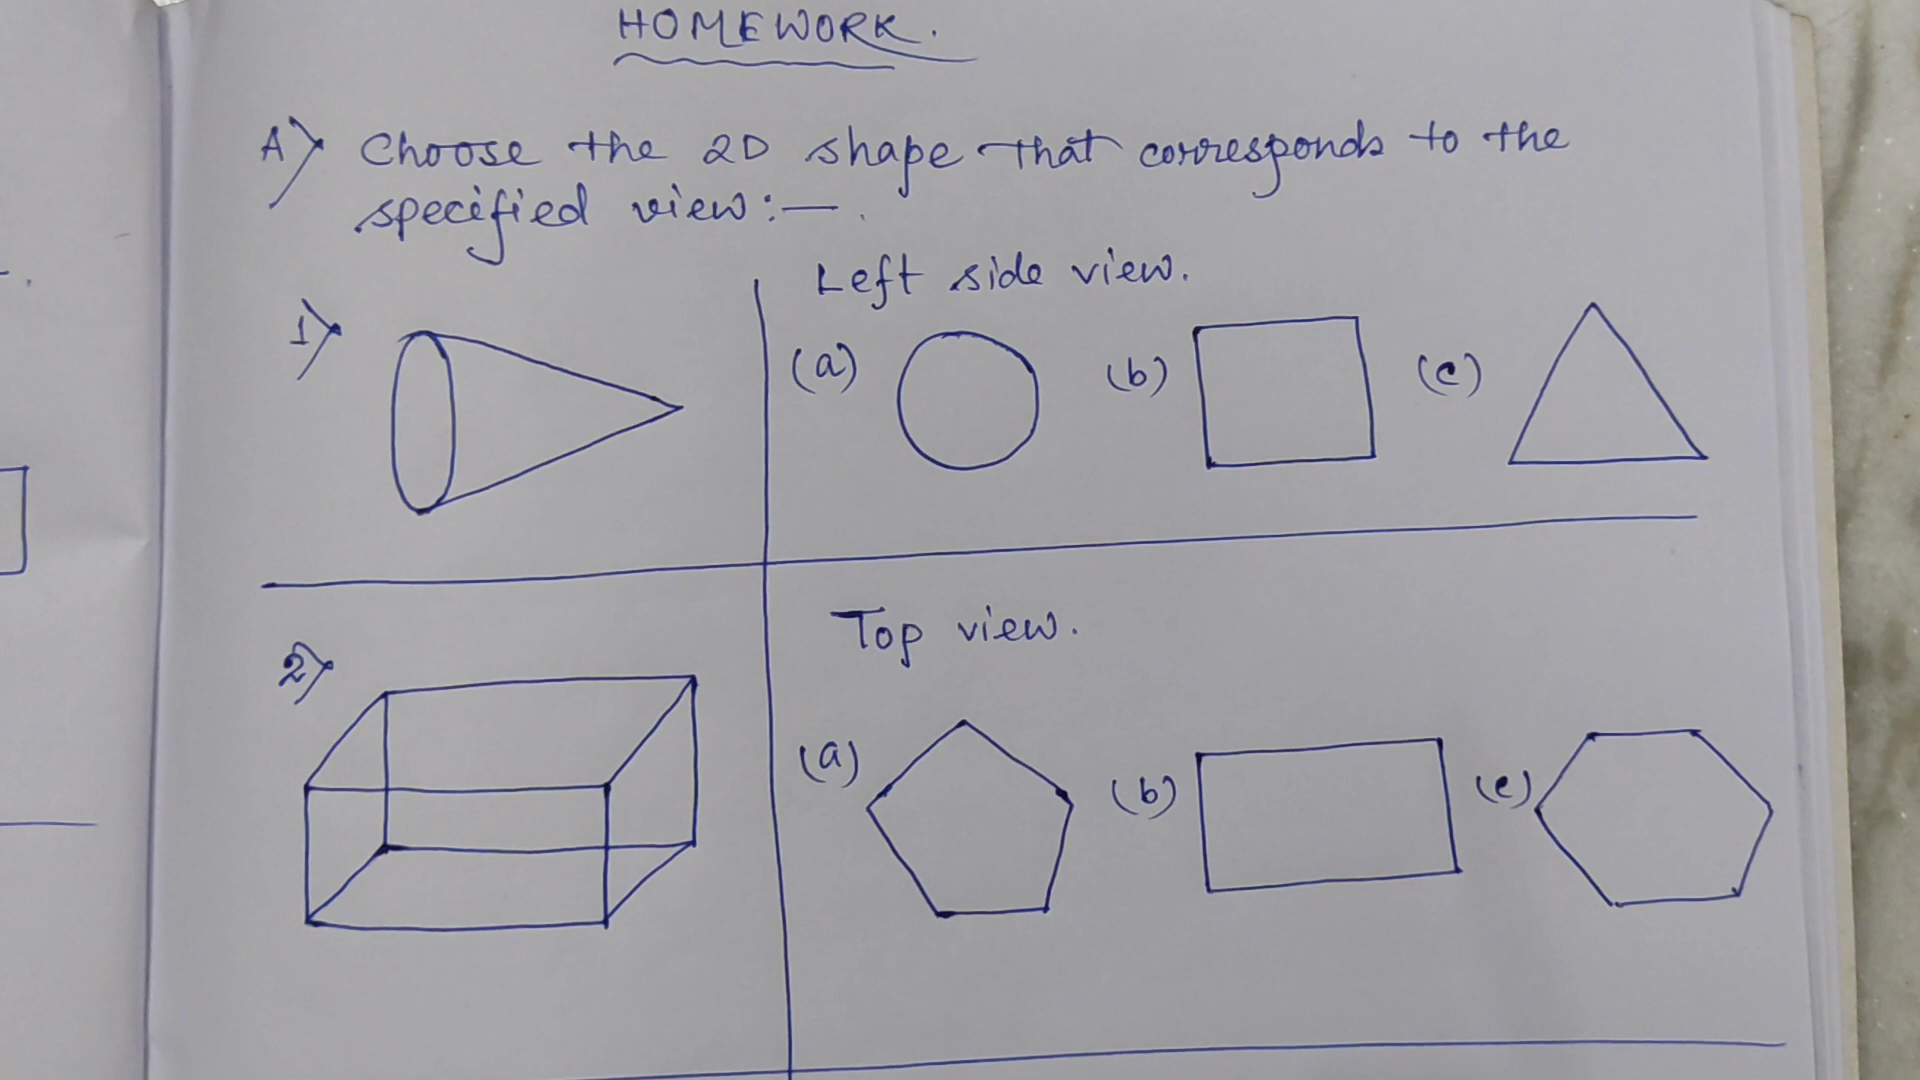 HOMEWORK.
A) Choose the 2D shape that corresponds to the
specified view:—.
Left side view.
1)
(a) (b) (c)
Top view.
2)
(a) (b) (c)